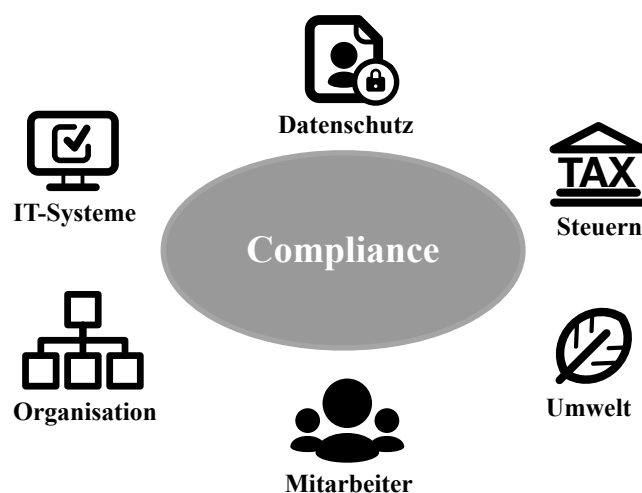 Datenschutz
IT-Systeme
TAX
Steuern
Compliance
Organisation
Umwelt
Mitarbeiter